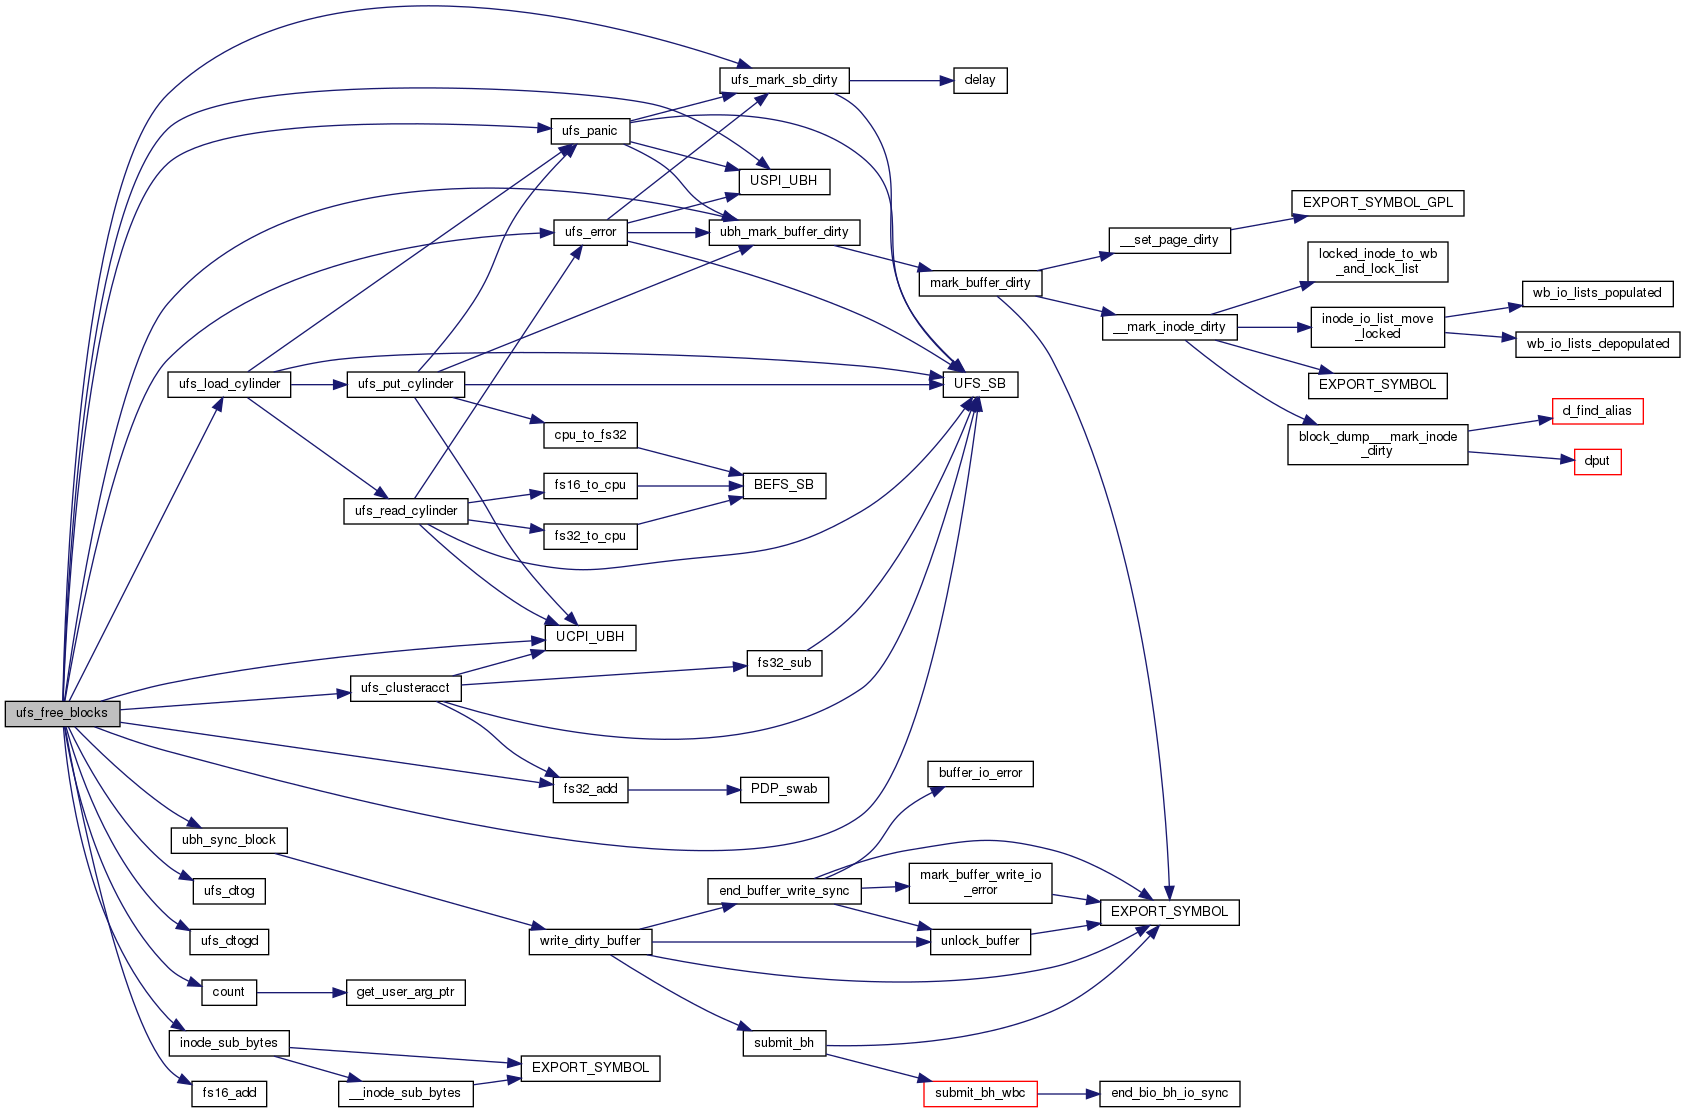 ufs_mark_sb_dirty
delay
ufs_panic
USPI_UBH
EXPORT_SYMBOL_GPL
ufs_error
ubh_mark_buffer_dirty
__set_page_dirty
locked_inode_to_wb
_and_lock_list
mark_buffer_dirty
wb_io_lists_populated
__mark_inode_dirty
inode_io_list_move
_locked
wb_io_lists_depopulated
ufs_load_cylinder
ufs_put_cylinder
UFS_SB
EXPORT_SYMBOL
d_find_alias
cpu_to_fs32
block_dump___mark_inode
_dirty
dput
fs16_to_cpu
BEFS_SB
ufs_read_cylinder
fs32_to_cpu
UCPI_UBH
fs32_sub
ufs_clusteracct
ufs_free_blocks
buffer_io_error
fs32_add
PDP_swab
ubh_sync_block
ufs_dtog
end_buffer_write_sync
mark_buffer_write_io
_error
EXPORT_SYMBOL
ufs_dtogd
write_dirty_buffer
unlock_buffer
count
get_user_arg_ptr
inode_sub_bytes
submit_bh
EXPORT_SYMBOL
fs16_add
__inode_sub_bytes
submit_bh_wbc
end_bio_bh_io_sync